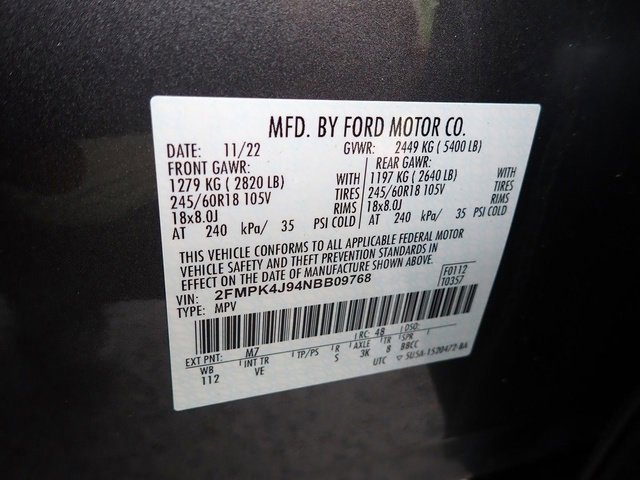 MFD. BY FORD MOTOR CO.
DATE: 11/22 GVWR: 2449 KG ( 5400 LB)
FRONT GAWR: REAR GAWR:
1279 KG ( 2820 LB) WITH 1197 KG ( 2640 LB) WITH
245/60R18 105V TIRES 245/60R18 105V TIRES
18x8.0J RIMS 18x8.0J RIMS
AT 240 kPa/ 35 PSI COLD AT 240 kPa/ 35 PSI COLD
THIS VEHICLE CONFORMS TO ALL APPLICABLE FEDERAL MOTOR
VEHICLE SAFETY AND THEFT PREVENTION STANDARDS IN
EFFECT ON THE DATE OF MANUFACTURE SHOWN ABOVE.
VIN: 2FMPK4J94NBB09768
TYPE: MPV
F0112
T0357
EXT PNT: M7 RC: 48 DSO:
WB INT TR TP/PS R AXLE TR SPR
112 VE S 3K 8 BBCC
UTC ▽ 5U5A-1520472-BA